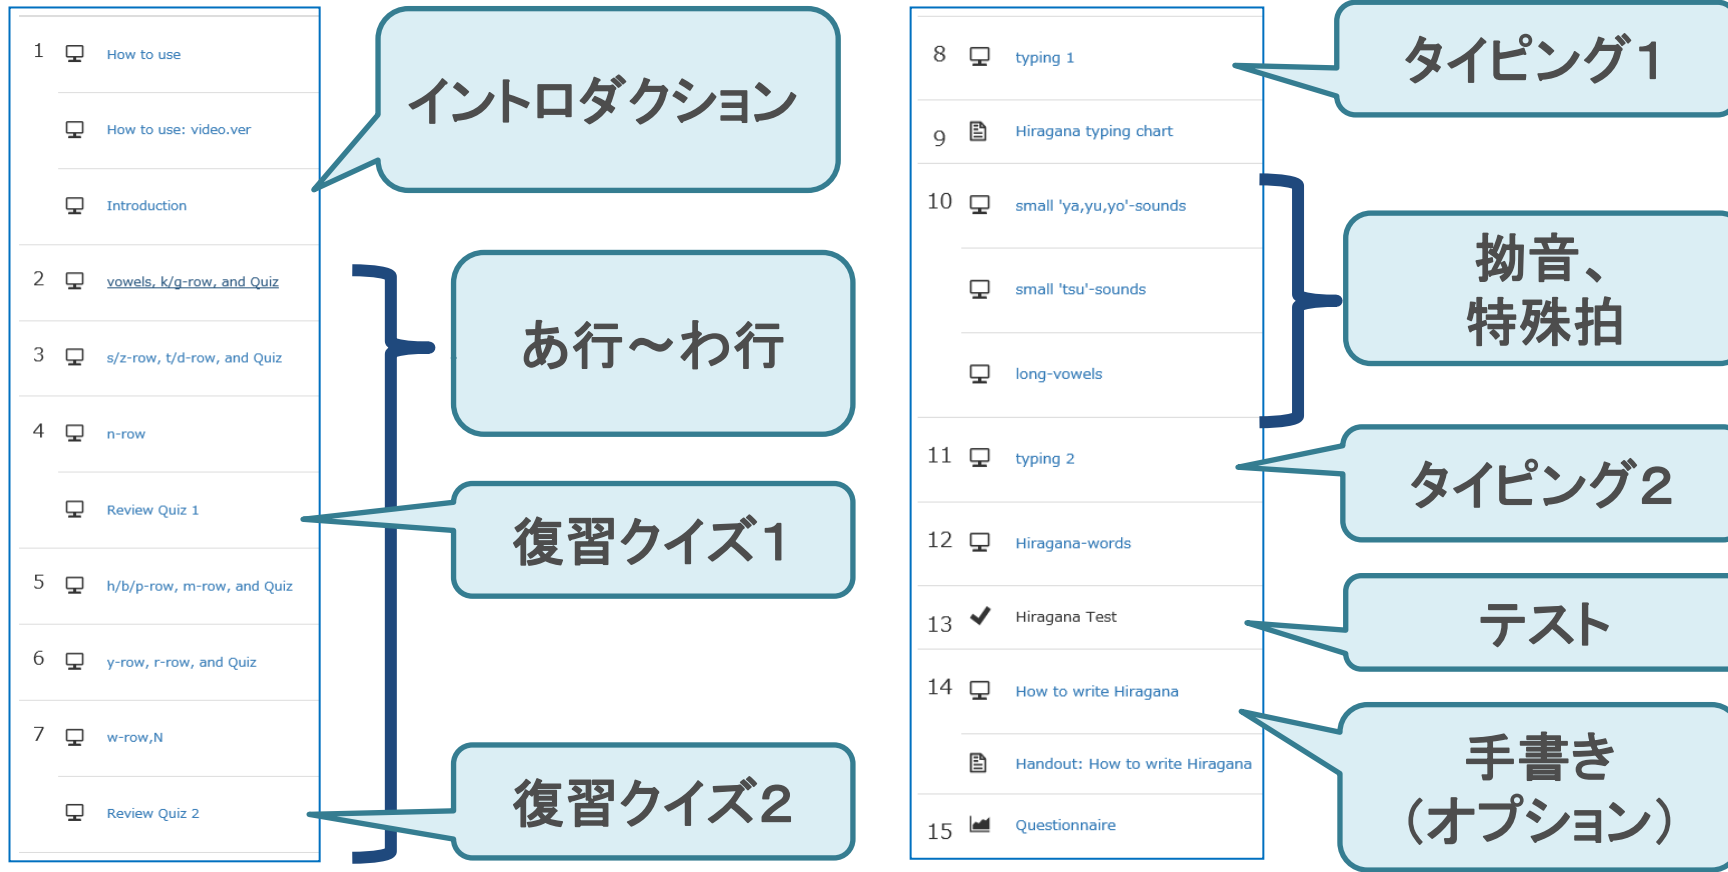 1 How to use
How to use: video.ver
Introduction
イントロダクション
2 vowels, k/g-row, and Quiz
3 s/z-row, t/d-row, and Quiz
4 n-row
Review Quiz 1
5 h/b/p-row, m-row, and Quiz
6 y-row, r-row, and Quiz
7 w-row,N
Review Quiz 2
あ行～わ行
復習クイズ1
復習クイズ2
8 typing 1
タイピング1
9 Hiragana typing chart
10 small 'ya,yu,yo'-sounds
small 'tsu'-sounds
long-vowels
拗音、
特殊拍
11 typing 2
タイピング2
12 Hiragana-words
13 Hiragana Test
テスト
14 How to write Hiragana
Handout: How to write Hiragana
手書き
(オプション)
15 Questionnaire